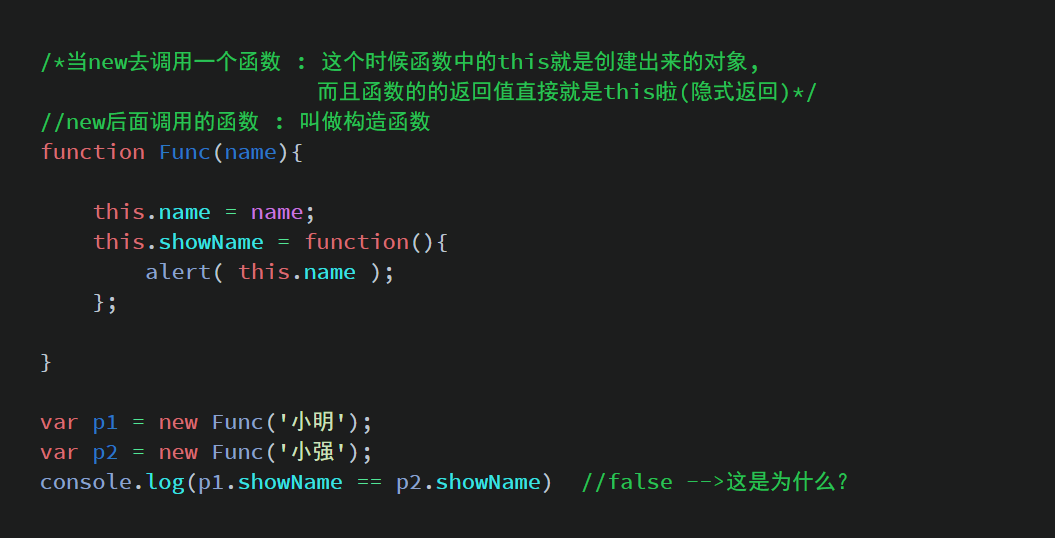 /*当new去调用一个函数 : 这个时候函数中的this就是创建出来的对象,
而且函数的的返回值直接就是this啦(隐式返回)*/
//new后面调用的函数 : 叫做构造函数
function Func(name){
this.name = name;
this.showName = function(){
alert( this.name );
};
}
var p1 = new Func('小明');
var p2 = new Func('小强');
console.log(p1.showName == p2.showName)  //false -->这是为什么?